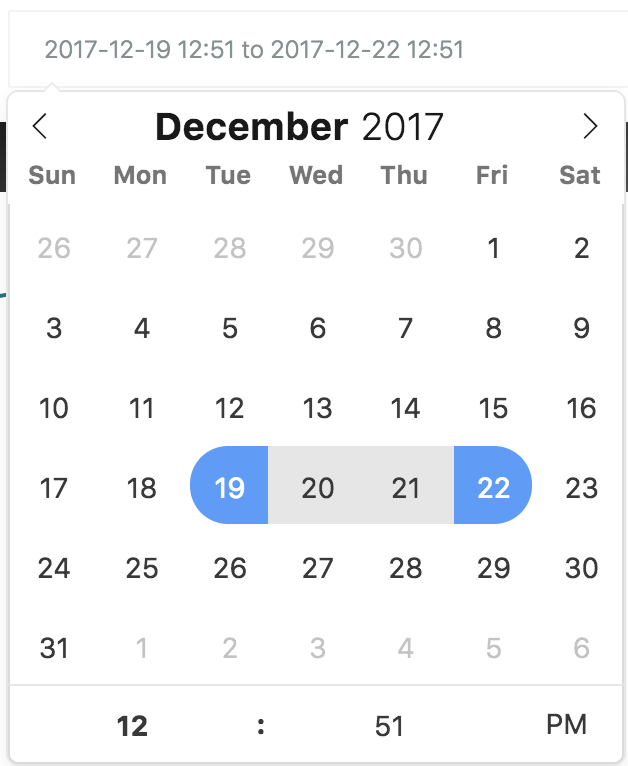 2017-12-19 12:51 to 2017-12-22 12:51
December 2017
Sun Mon Tue Wed Thu Fri Sat
26 27 28 29 30 1 2
3 4 5 6 7 8 9
10 11 12 13 14 15 16
17 18 19 20 21 22 23
24 25 26 27 28 29 30
31 1 2 3 4 5 6
12 : 51 PM